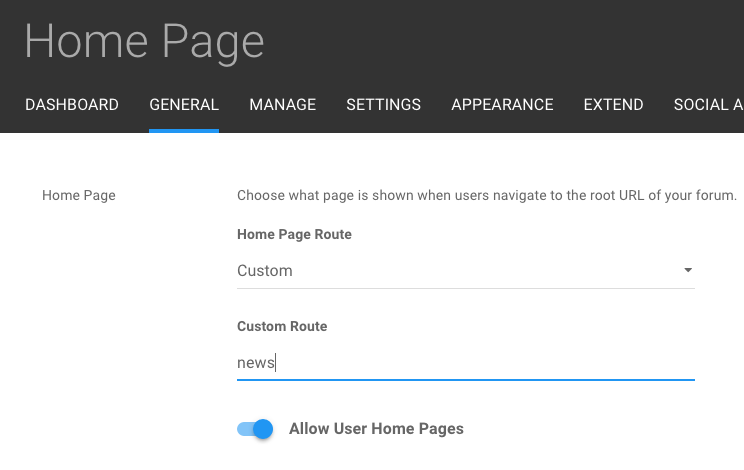 Home Page
DASHBOARD GENERAL MANAGE SETTINGS APPEARANCE EXTEND SOCIAL A
Home Page
Choose what page is shown when users navigate to the root URL of your forum.
Home Page Route
Custom
Custom Route
news
Allow User Home Pages